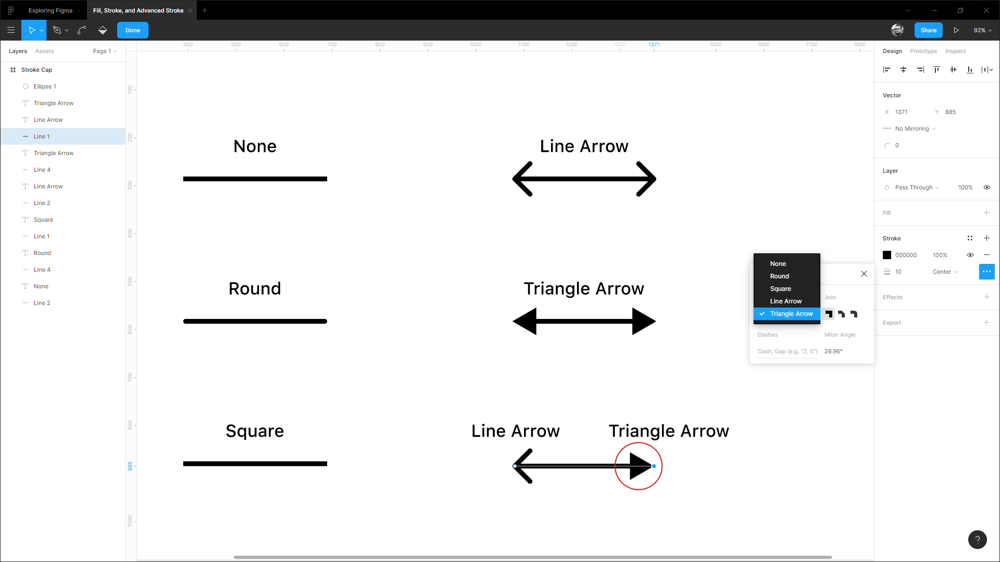 Exploring Figma
Fill, Stroke, and Advanced Stroke
Done
Share
92%
Layers Assets Page 1
400 500 600 700 800 900 1000 1100 1200 1300 1371 1500 1600 1700 1800
Design Prototype Inspect
Stroke Cap
Ellipse 1
Triangle Arrow
Line Arrow
Line 1
Triangle Arrow
Line 4
Line Arrow
Line 2
Square
Line 1
Round
Line 4
None
Line 2
100
200
300
400
500
600
700
800
885
1000
None
Line Arrow
Round
Triangle Arrow
Square
Line Arrow
Triangle Arrow
None
Round
Square
Line Arrow
Triangle Arrow
Join
Dashes
Miter Angle
Dash, Gap (e.g. "2, 5")
28.96°
Vector
X 1371 Y 885
No Mirroring
0
Layer
Pass Through 100%
Fill
Stroke
000000 100%
10 Center
Effects
Export
?